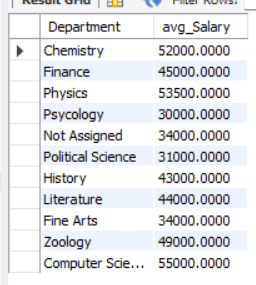 Result Grid Filter Rows:
Department avg_Salary
Chemistry 52000.0000
Finance 45000.0000
Physics 53500.0000
Psycology 30000.0000
Not Assigned 34000.0000
Political Science 31000.0000
History 43000.0000
Literature 44000.0000
Fine Arts 34000.0000
Zoology 49000.0000
Computer Scie... 55000.0000